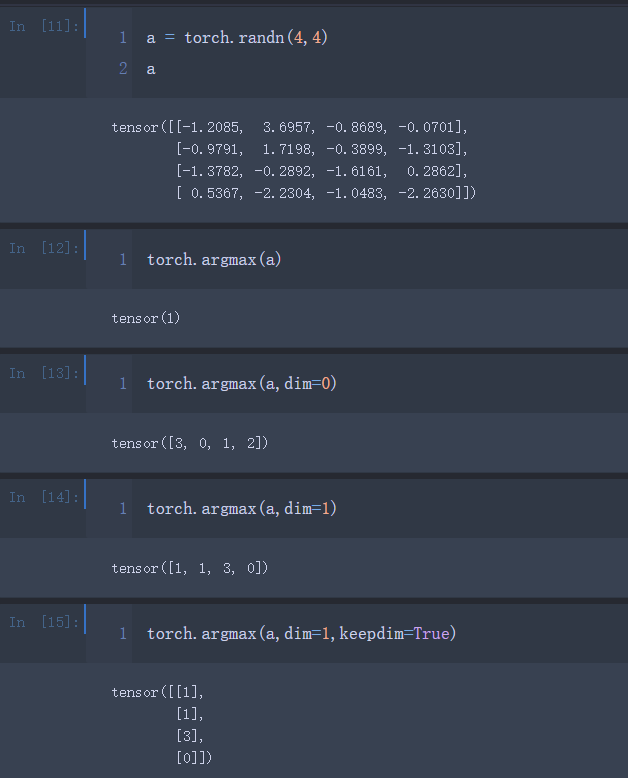 In [11]:
1 a = torch.randn(4,4)
2 a
tensor([[-1.2085,  3.6957, -0.8689, -0.0701],
        [-0.9791,  1.7198, -0.3899, -1.3103],
        [-1.3782, -0.2892, -1.6161,  0.2862],
        [ 0.5367, -2.2304, -1.0483, -2.2630]])
In [12]:
1 torch.argmax(a)
tensor(1)
In [13]:
1 torch.argmax(a,dim=0)
tensor([3, 0, 1, 2])
In [14]:
1 torch.argmax(a,dim=1)
tensor([1, 1, 3, 0])
In [15]:
1 torch.argmax(a,dim=1,keepdim=True)
tensor([[1],
        [1],
        [3],
        [0]])